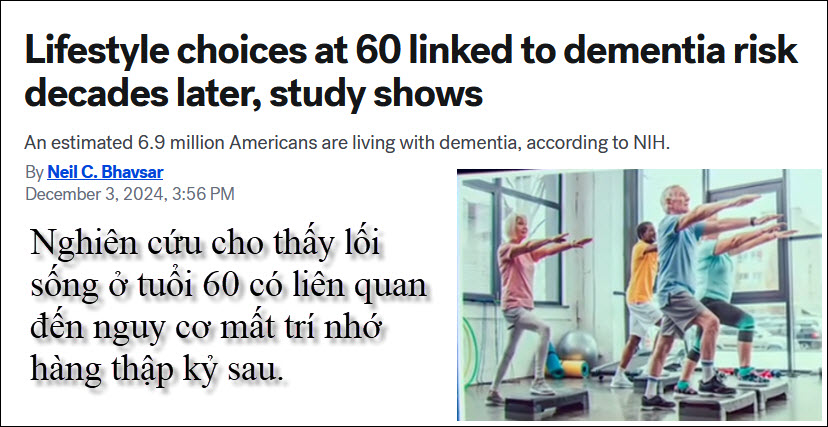 Lifestyle choices at 60 linked to dementia risk
decades later, study shows
An estimated 6.9 million Americans are living with dementia, according to NIH.
By Neil C. Bhavsar
December 3, 2024, 3:56 PM
Nghiên cứu cho thấy lối
sống ở tuổi 60 có liên quan
đến nguy cơ mất trí nhớ
hàng thập kỷ sau.